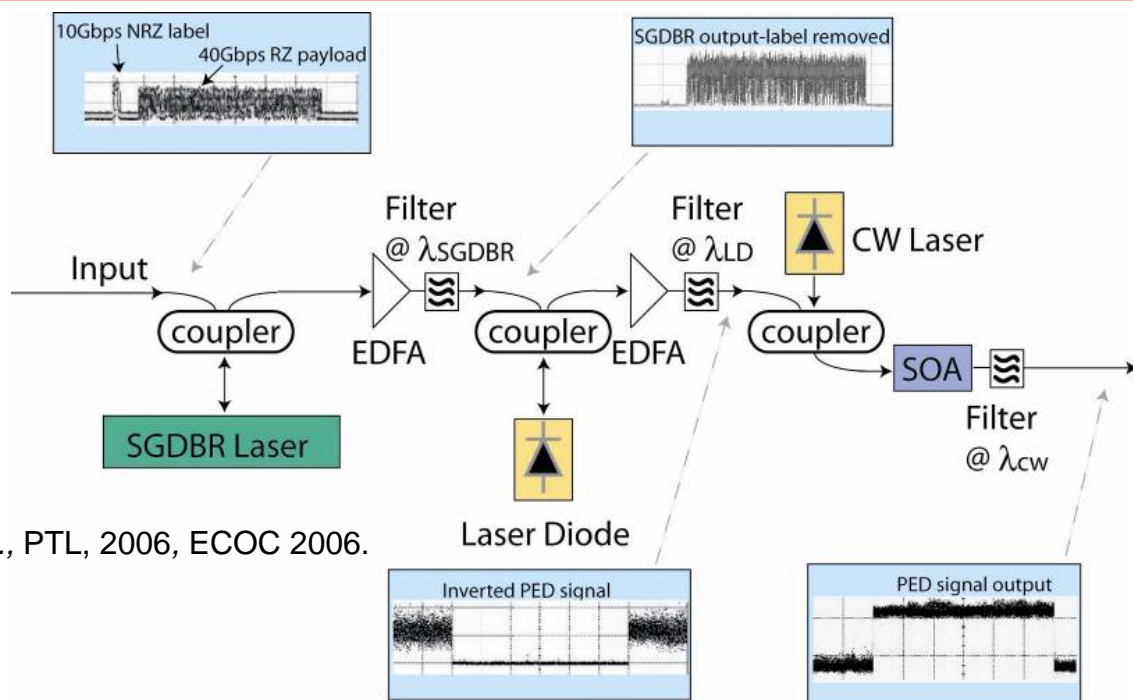 10Gbps NRZ label
40Gbps RZ payload
SGDBR output-label removed
Filter
@ λSGDBR
Filter
@ λLD
CW Laser
Input
coupler
EDFA
coupler
EDFA
coupler
SOA
SGDBR Laser
Filter
@ λCW
Laser Diode
., PTL, 2006, ECOC 2006.
Inverted PED signal
PED signal output